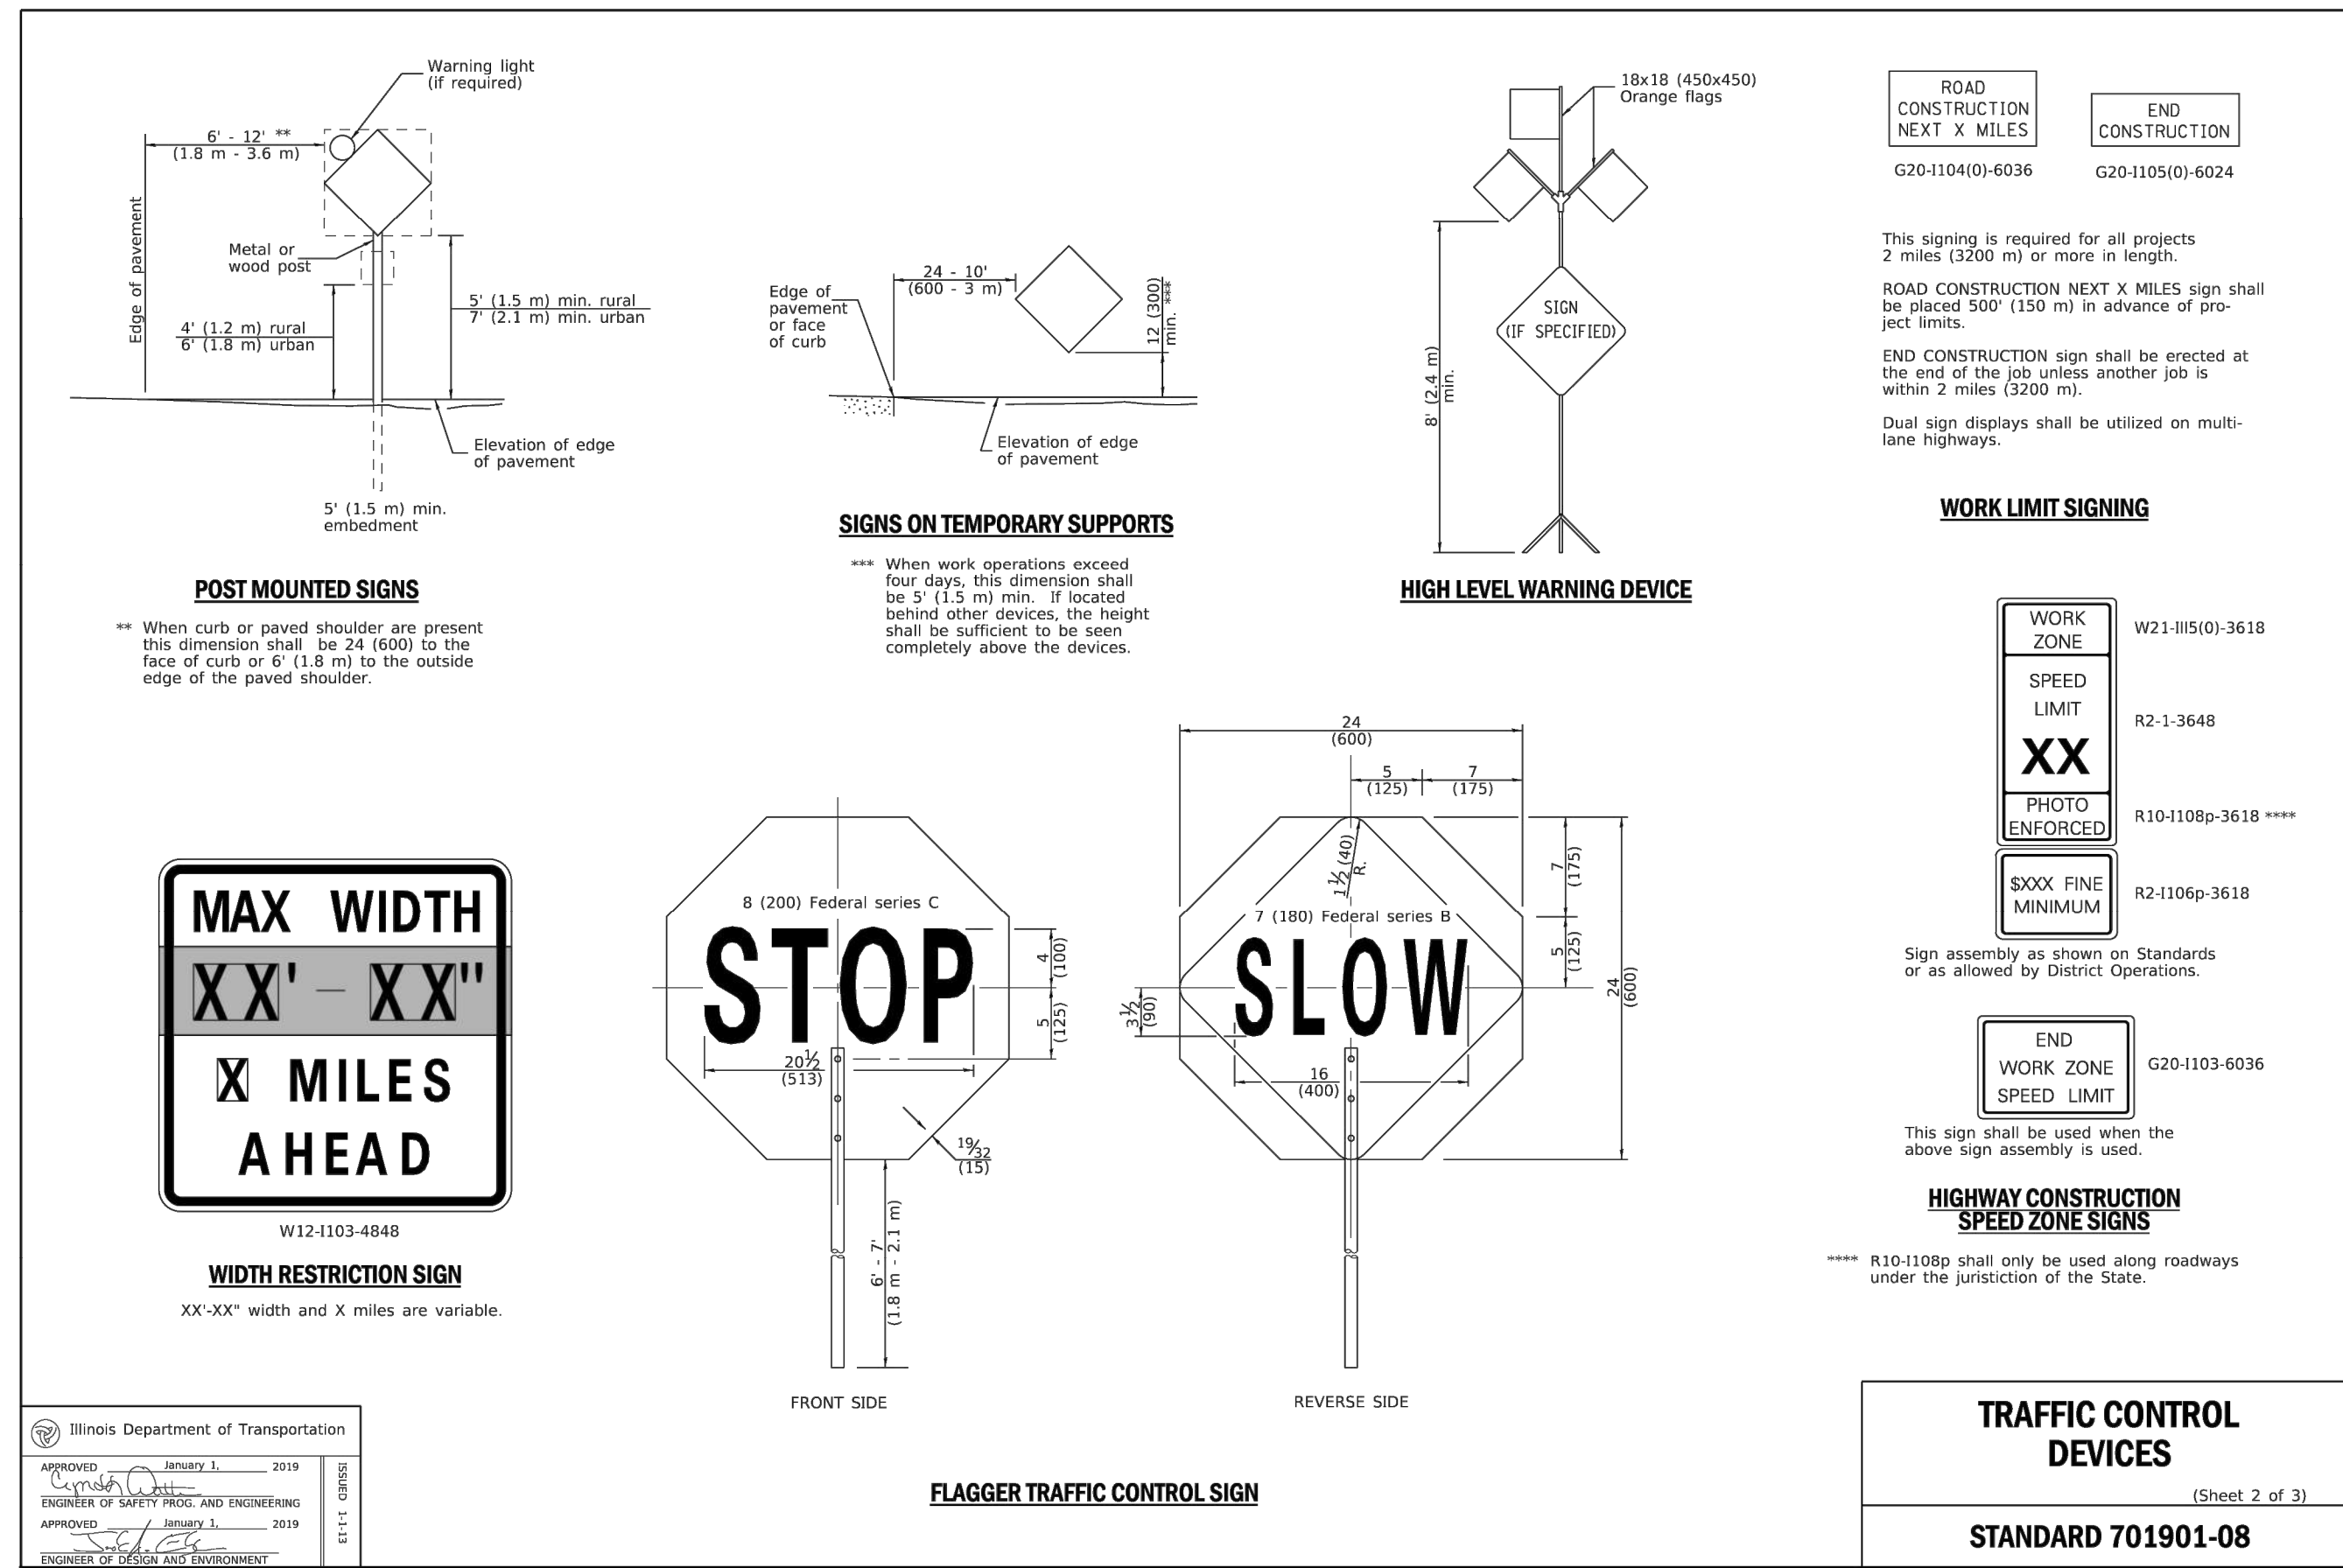 Warning light
(if required)
6' - 12' **
(1.8 m - 3.6 m)
Edge of pavement
Metal or
wood post
5' (1.5 m) min. rural
7' (2.1 m) min. urban
4' (1.2 m) rural
6' (1.8 m) urban
Elevation of edge
of pavement
5' (1.5 m) min.
embedment
POST MOUNTED SIGNS
** When curb or paved shoulder are present
this dimension shall be 24 (600) to the
face of curb or 6' (1.8 m) to the outside
edge of the paved shoulder.
24 - 10'
(600 - 3 m)
Edge of
pavement
or face
of curb
12 (300)
min. ***
Elevation of edge
of pavement
SIGNS ON TEMPORARY SUPPORTS
*** When work operations exceed
four days, this dimension shall
be 5' (1.5 m) min. If located
behind other devices, the height
shall be sufficient to be seen
completely above the devices.
18x18 (450x450)
Orange flags
SIGN
(IF SPECIFIED)
8' (2.4 m)
min.
HIGH LEVEL WARNING DEVICE
ROAD
CONSTRUCTION
NEXT X MILES
G20-I104(0)-6036
END
CONSTRUCTION
G20-I105(0)-6024
This signing is required for all projects
2 miles (3200 m) or more in length.
ROAD CONSTRUCTION NEXT X MILES sign shall
be placed 500' (150 m) in advance of pro-
ject limits.
END CONSTRUCTION sign shall be erected at
the end of the job unless another job is
within 2 miles (3200 m).
Dual sign displays shall be utilized on multi-
lane highways.
WORK LIMIT SIGNING
WORK
ZONE
W21-III5(0)-3618
SPEED
LIMIT
XX
R2-1-3648
PHOTO
ENFORCED
R10-I108p-3618 ****
$XXX FINE
MINIMUM
R2-I106p-3618
Sign assembly as shown on Standards
or as allowed by District Operations.
END
WORK ZONE
SPEED LIMIT
G20-I103-6036
This sign shall be used when the
above sign assembly is used.
HIGHWAY CONSTRUCTION
SPEED ZONE SIGNS
**** R10-I108p shall only be used along roadways
under the juristiction of the State.
MAX WIDTH
XX' - XX"
X MILES
AHEAD
W12-I103-4848
WIDTH RESTRICTION SIGN
XX'-XX" width and X miles are variable.
8 (200) Federal series C
STOP
4
(100)
5
(125)
20½
(513)
19/32
(15)
6' - 7'
(1.8 m - 2.1 m)
FRONT SIDE
24
(600)
5
(125)
7
(175)
1½ (40)
R.
7 (180) Federal series B
SLOW
7
(175)
5
(125)
24
(600)
3½
(90)
16
(400)
REVERSE SIDE
FLAGGER TRAFFIC CONTROL SIGN
Illinois Department of Transportation
APPROVED January 1, 2019
ENGINEER OF SAFETY PROG. AND ENGINEERING
APPROVED January 1, 2019
ENGINEER OF DESIGN AND ENVIRONMENT
ISSUED 1-1-13
TRAFFIC CONTROL
DEVICES
(Sheet 2 of 3)
STANDARD 701901-08